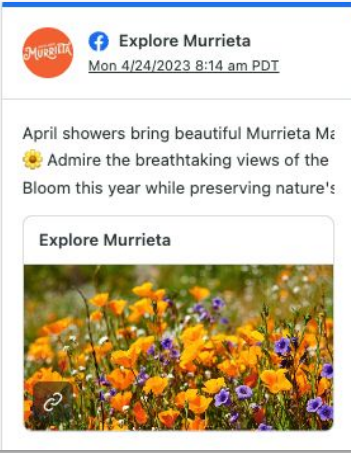 MURRIETA
Explore Murrieta
Mon 4/24/2023 8:14 am PDT
April showers bring beautiful Murrieta Ma
Admire the breathtaking views of the
Bloom this year while preserving nature's
Explore Murrieta